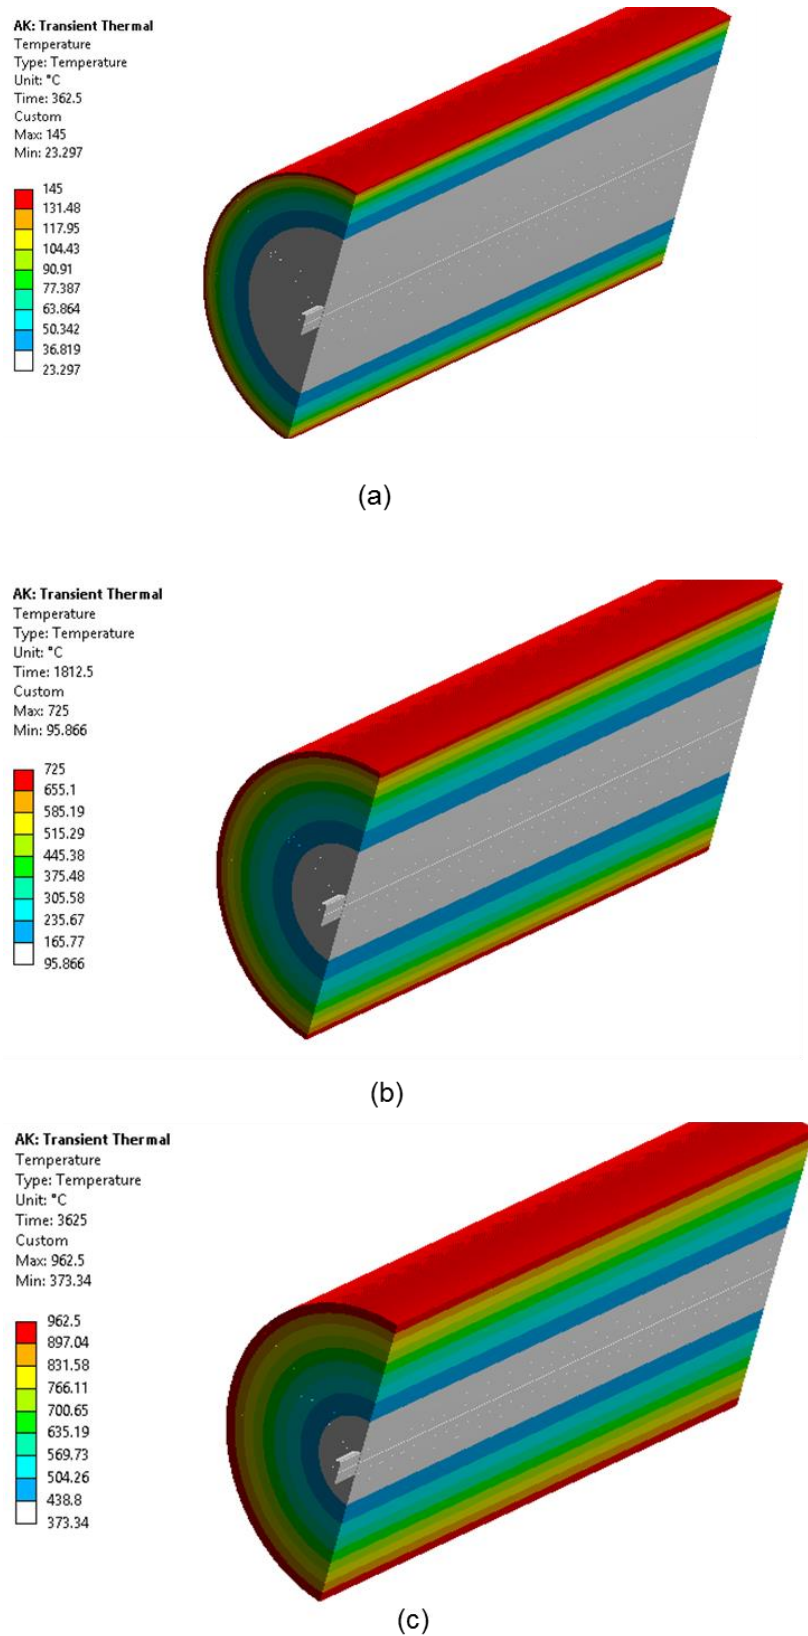 AK: Transient Thermal
Temperature
Type: Temperature
Unit: °C
Time: 362.5
Custom
Max: 145
Min: 23.297
145
131.48
117.95
104.43
90.91
77.387
63.864
50.342
36.819
23.297
(a)
AK: Transient Thermal
Temperature
Type: Temperature
Unit: °C
Time: 1812.5
Custom
Max: 725
Min: 95.866
725
655.1
585.19
515.29
445.38
375.48
305.58
235.67
165.77
95.866
(b)
AK: Transient Thermal
Temperature
Type: Temperature
Unit: °C
Time: 3625
Custom
Max: 962.5
Min: 373.34
962.5
897.04
831.58
766.11
700.65
635.19
569.73
504.26
438.8
373.34
(c)